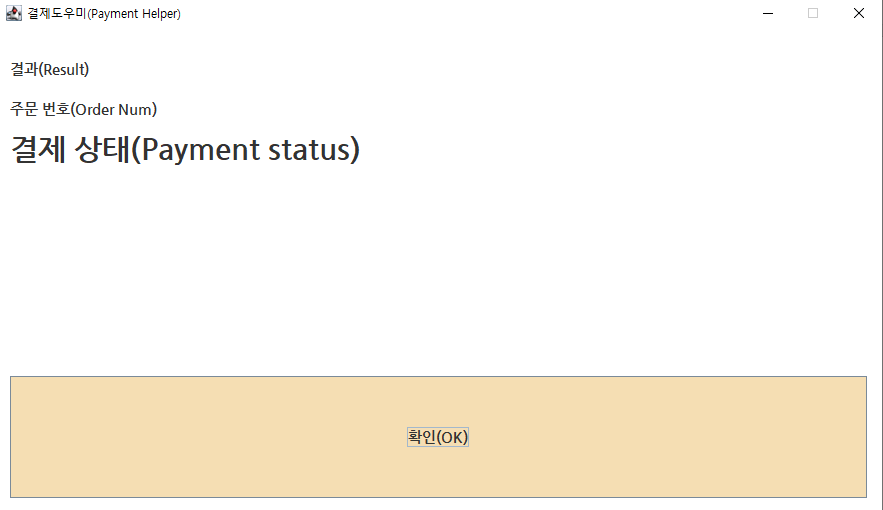 결제도우미(Payment Helper)
결과(Result)
주문 번호(Order Num)
결제 상태(Payment status)
확인(OK)